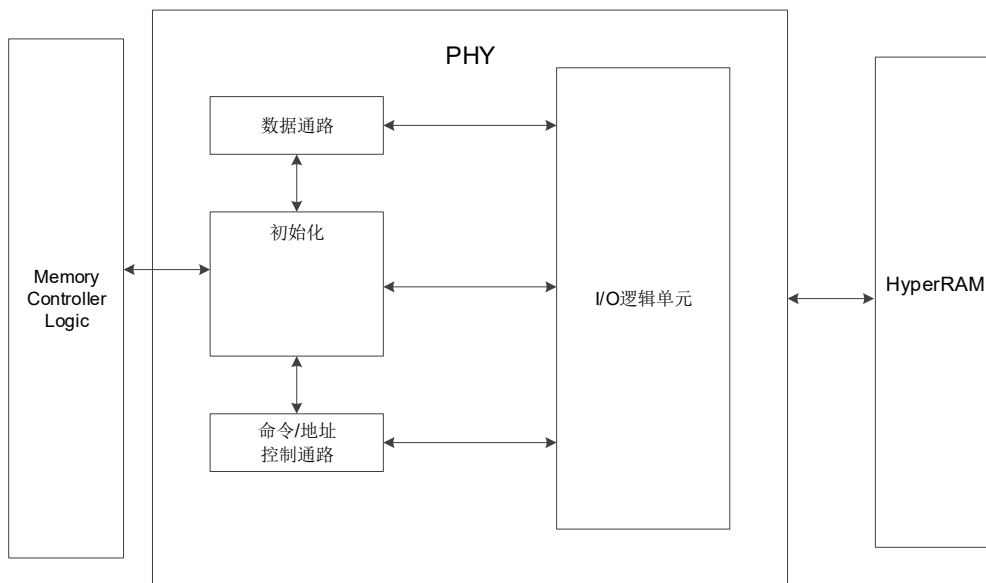 PHY
数据通路
初始化
Memory
Controller
Logic
I/O逻辑单元
HyperRAM
命令/地址
控制通路